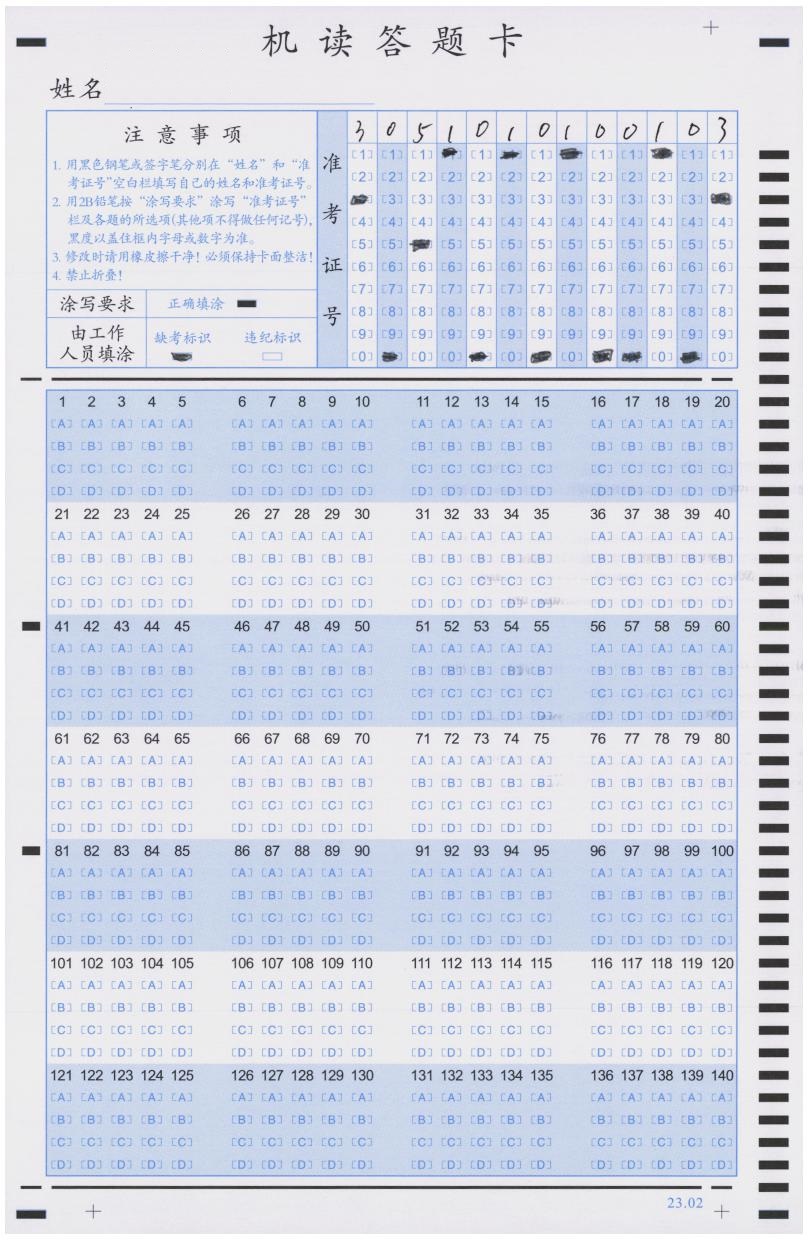 机读答题卡
姓名
注意事项
1. 用黑色钢笔或签字笔分别在“姓名”和“准
考证号”空白栏填写自己的姓名和准考证号。
2. 用2B铅笔按“涂写要求”涂写“准考证号”
栏及各题的所选项(其他项不得做任何记号),
黑度以盖住框内字母或数字为准。
3. 修改时请用橡皮擦干净！必须保持卡面整洁！
4. 禁止折叠！
涂写要求 正确填涂
由工作
人员填涂 缺考标识 违纪标识
准考证号
3 0 5 1 0 1 0 1 0 0 1 0 3
[1] [1] [1] [1] [1] [1] [1] [1] [1]
[2] [2] [2] [2] [2] [2] [2] [2] [2] [2] [2] [2] [2]
[3] [3] [3] [3] [3] [3] [3] [3] [3] [3] [3]
[4] [4] [4] [4] [4] [4] [4] [4] [4] [4] [4] [4] [4]
[5] [5] [5] [5] [5] [5] [5] [5] [5] [5] [5] [5]
[6] [6] [6] [6] [6] [6] [6] [6] [6] [6] [6] [6] [6]
[7] [7] [7] [7] [7] [7] [7] [7] [7] [7] [7] [7] [7]
[8] [8] [8] [8] [8] [8] [8] [8] [8] [8] [8] [8] [8]
[9] [9] [9] [9] [9] [9] [9] [9] [9] [9] [9] [9] [9]
[0] [0] [0] [0] [0] [0] [0]
1 2 3 4 5 6 7 8 9 10 11 12 13 14 15 16 17 18 19 20
[A] [A] [A] [A] [A] [A] [A] [A] [A] [A] [A] [A] [A] [A] [A] [A] [A] [A] [A] [A]
[B] [B] [B] [B] [B] [B] [B] [B] [B] [B] [B] [B] [B] [B] [B] [B] [B] [B] [B] [B]
[C] [C] [C] [C] [C] [C] [C] [C] [C] [C] [C] [C] [C] [C] [C] [C] [C] [C] [C] [C]
[D] [D] [D] [D] [D] [D] [D] [D] [D] [D] [D] [D] [D] [D] [D] [D] [D] [D] [D] [D]
21 22 23 24 25 26 27 28 29 30 31 32 33 34 35 36 37 38 39 40
[A] [A] [A] [A] [A] [A] [A] [A] [A] [A] [A] [A] [A] [A] [A] [A] [A] [A] [A] [A]
[B] [B] [B] [B] [B] [B] [B] [B] [B] [B] [B] [B] [B] [B] [B] [B] [B] [B] [B] [B]
[C] [C] [C] [C] [C] [C] [C] [C] [C] [C] [C] [C] [C] [C] [C] [C] [C] [C] [C] [C]
[D] [D] [D] [D] [D] [D] [D] [D] [D] [D] [D] [D] [D] [D] [D] [D] [D] [D] [D] [D]
41 42 43 44 45 46 47 48 49 50 51 52 53 54 55 56 57 58 59 60
[A] [A] [A] [A] [A] [A] [A] [A] [A] [A] [A] [A] [A] [A] [A] [A] [A] [A] [A] [A]
[B] [B] [B] [B] [B] [B] [B] [B] [B] [B] [B] [B] [B] [B] [B] [B] [B] [B] [B] [B]
[C] [C] [C] [C] [C] [C] [C] [C] [C] [C] [C] [C] [C] [C] [C] [C] [C] [C] [C] [C]
[D] [D] [D] [D] [D] [D] [D] [D] [D] [D] [D] [D] [D] [D] [D] [D] [D] [D] [D] [D]
61 62 63 64 65 66 67 68 69 70 71 72 73 74 75 76 77 78 79 80
[A] [A] [A] [A] [A] [A] [A] [A] [A] [A] [A] [A] [A] [A] [A] [A] [A] [A] [A] [A]
[B] [B] [B] [B] [B] [B] [B] [B] [B] [B] [B] [B] [B] [B] [B] [B] [B] [B] [B] [B]
[C] [C] [C] [C] [C] [C] [C] [C] [C] [C] [C] [C] [C] [C] [C] [C] [C] [C] [C] [C]
[D] [D] [D] [D] [D] [D] [D] [D] [D] [D] [D] [D] [D] [D] [D] [D] [D] [D] [D] [D]
81 82 83 84 85 86 87 88 89 90 91 92 93 94 95 96 97 98 99 100
[A] [A] [A] [A] [A] [A] [A] [A] [A] [A] [A] [A] [A] [A] [A] [A] [A] [A] [A] [A]
[B] [B] [B] [B] [B] [B] [B] [B] [B] [B] [B] [B] [B] [B] [B] [B] [B] [B] [B] [B]
[C] [C] [C] [C] [C] [C] [C] [C] [C] [C] [C] [C] [C] [C] [C] [C] [C] [C] [C] [C]
[D] [D] [D] [D] [D] [D] [D] [D] [D] [D] [D] [D] [D] [D] [D] [D] [D] [D] [D] [D]
101 102 103 104 105 106 107 108 109 110 111 112 113 114 115 116 117 118 119 120
[A] [A] [A] [A] [A] [A] [A] [A] [A] [A] [A] [A] [A] [A] [A] [A] [A] [A] [A] [A]
[B] [B] [B] [B] [B] [B] [B] [B] [B] [B] [B] [B] [B] [B] [B] [B] [B] [B] [B] [B]
[C] [C] [C] [C] [C] [C] [C] [C] [C] [C] [C] [C] [C] [C] [C] [C] [C] [C] [C] [C]
[D] [D] [D] [D] [D] [D] [D] [D] [D] [D] [D] [D] [D] [D] [D] [D] [D] [D] [D] [D]
121 122 123 124 125 126 127 128 129 130 131 132 133 134 135 136 137 138 139 140
[A] [A] [A] [A] [A] [A] [A] [A] [A] [A] [A] [A] [A] [A] [A] [A] [A] [A] [A] [A]
[B] [B] [B] [B] [B] [B] [B] [B] [B] [B] [B] [B] [B] [B] [B] [B] [B] [B] [B] [B]
[C] [C] [C] [C] [C] [C] [C] [C] [C] [C] [C] [C] [C] [C] [C] [C] [C] [C] [C] [C]
[D] [D] [D] [D] [D] [D] [D] [D] [D] [D] [D] [D] [D] [D] [D] [D] [D] [D] [D] [D]
23.02